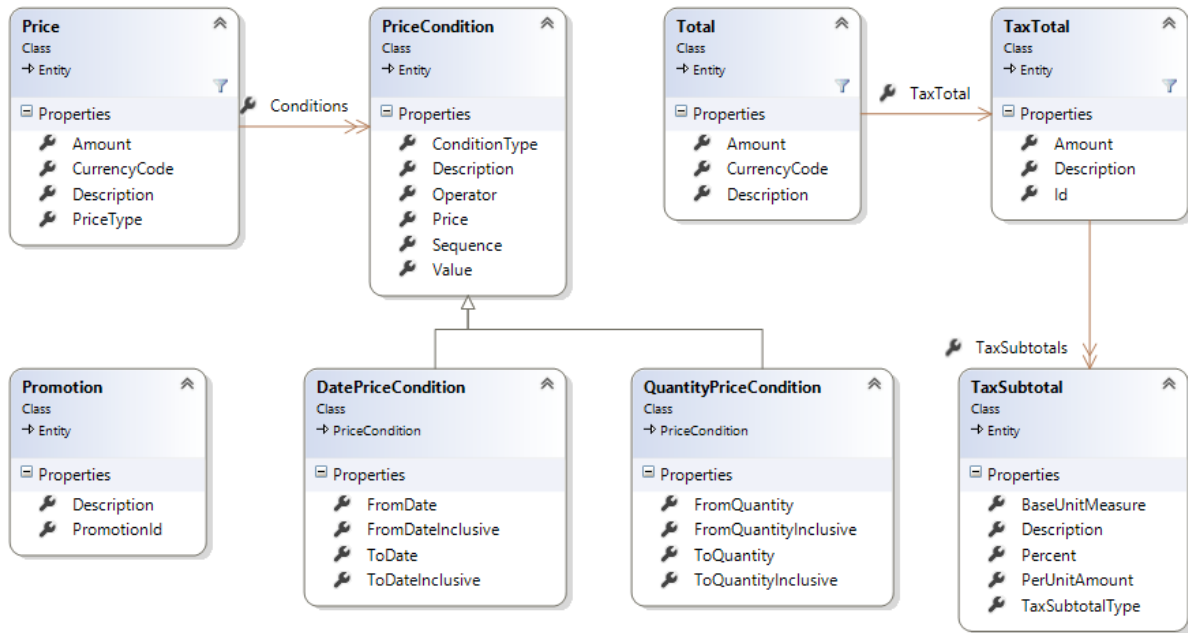 Price
Class
Entity
Properties
Amount
CurrencyCode
Description
PriceType
Conditions
PriceCondition
Class
Entity
Properties
ConditionType
Description
Operator
Price
Sequence
Value
Total
Class
Entity
Properties
Amount
CurrencyCode
Description
TaxTotal
TaxTotal
Class
Entity
Properties
Amount
Description
Id
Promotion
Class
Entity
Properties
Description
PromotionId
DatePriceCondition
Class
PriceCondition
Properties
FromDate
FromDateInclusive
ToDate
ToDateInclusive
QuantityPriceCondition
Class
PriceCondition
Properties
FromQuantity
FromQuantityInclusive
ToQuantity
ToQuantityInclusive
TaxSubtotals
TaxSubtotal
Class
Entity
Properties
BaseUnitMeasure
Description
Percent
PerUnitAmount
TaxSubtotalType